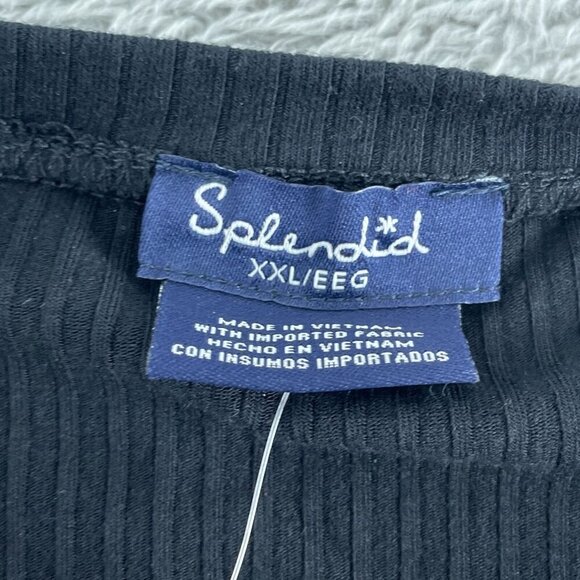 Splendid
XXL/EEG
MADE IN VIETNAM
WITH IMPORTED FABRIC
HECHO EN VIETNAM
CON INSUMOS IMPORTADOS